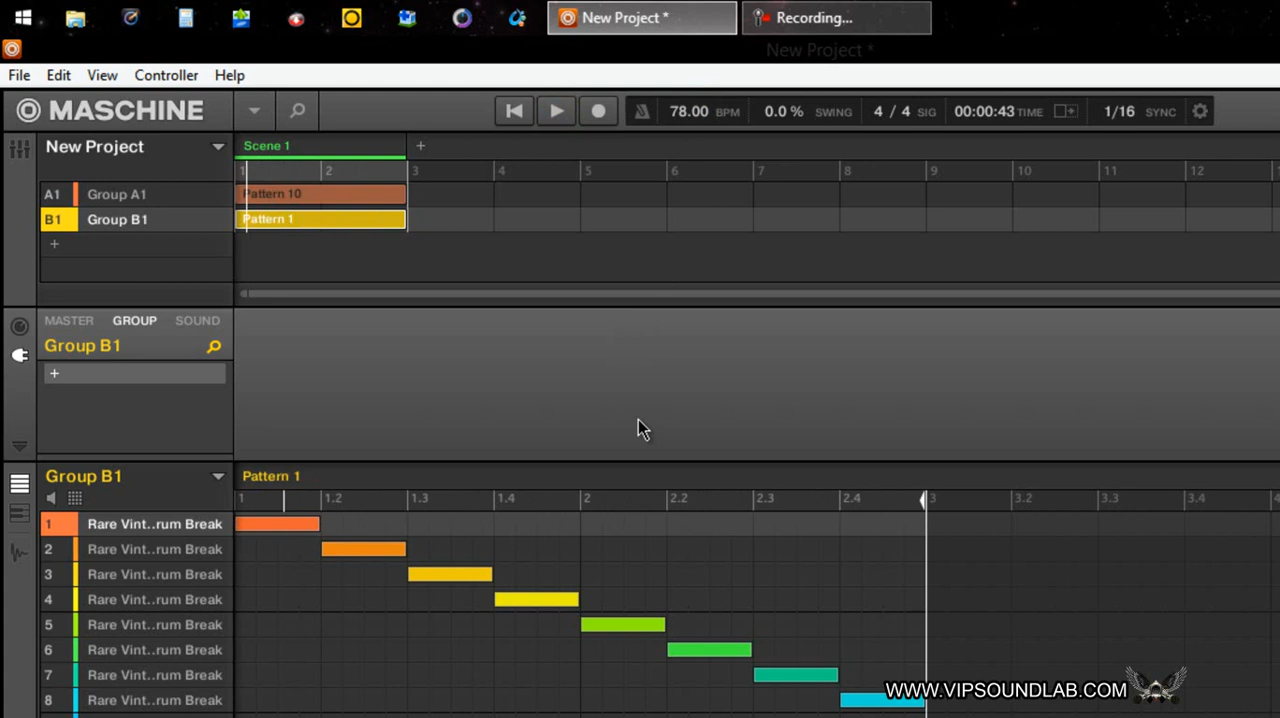 New Project * Recording...
New Project *
File Edit View Controller Help
MASCHINE 78.00 BPM 0.0 % SWING 4 / 4 SIG 00:00:43 TIME 1/16 SYNC
New Project Scene 1 +
1 2 3 4 5 6 7 8 9 10 11 12
A1 Group A1 Pattern 10
B1 Group B1 Pattern 1
+
MASTER GROUP SOUND
Group B1
+
Group B1 Pattern 1
1 1.2 1.3 1.4 2 2.2 2.3 2.4 3 3.2 3.3 3.4
1 Rare Vint..rum Break
2 Rare Vint..rum Break
3 Rare Vint..rum Break
4 Rare Vint..rum Break
5 Rare Vint..rum Break
6 Rare Vint..rum Break
7 Rare Vint..rum Break
8 Rare Vint..rum Break
WWW.VIPSOUNDLAB.COM